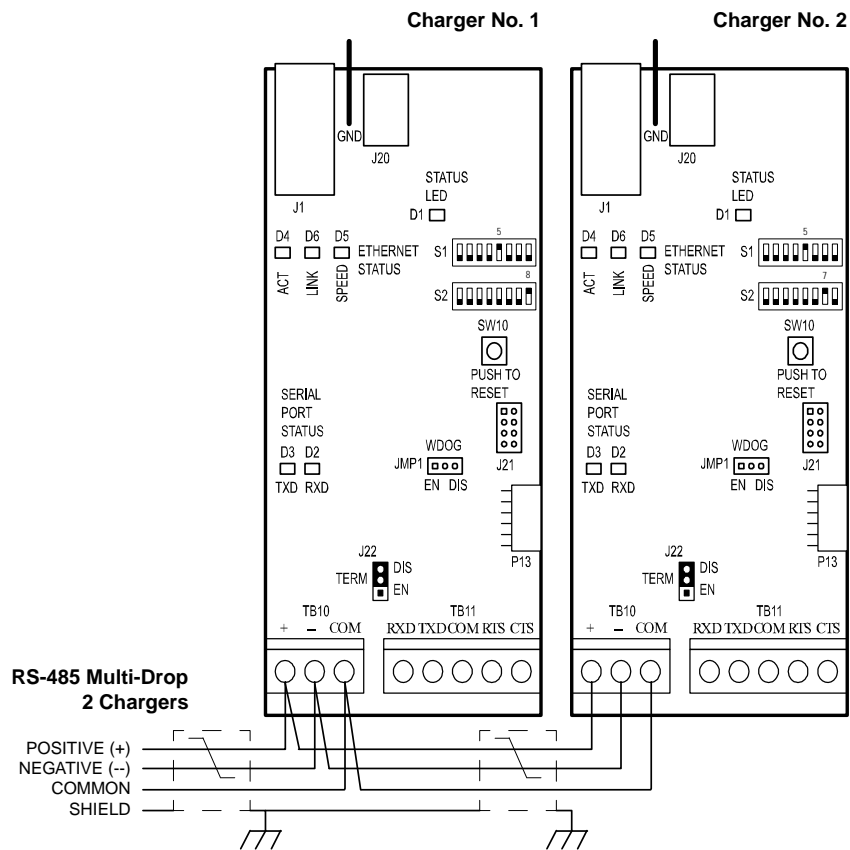 Charger No. 1
Charger No. 2
GND
J20
J1
STATUS
LED
D1
D4 D6 D5
ETHERNET
STATUS
ACT
LINK
SPEED
S1
5
S2
8
SW10
PUSH TO
RESET
SERIAL
PORT
STATUS
D3 D2
TXD RXD
WDOG
JMP1
EN DIS
J21
P13
J22
TERM
DIS
EN
TB10
+ – COM
TB11
RXD TXD COM RTS CTS
GND
J20
J1
STATUS
LED
D1
D4 D6 D5
ETHERNET
STATUS
ACT
LINK
SPEED
S1
5
S2
7
SW10
PUSH TO
RESET
SERIAL
PORT
STATUS
D3 D2
TXD RXD
WDOG
JMP1
EN DIS
J21
P13
J22
TERM
DIS
EN
TB10
+ – COM
TB11
RXD TXD COM RTS CTS
RS-485 Multi-Drop
2 Chargers
POSITIVE (+)
NEGATIVE (--)
COMMON
SHIELD